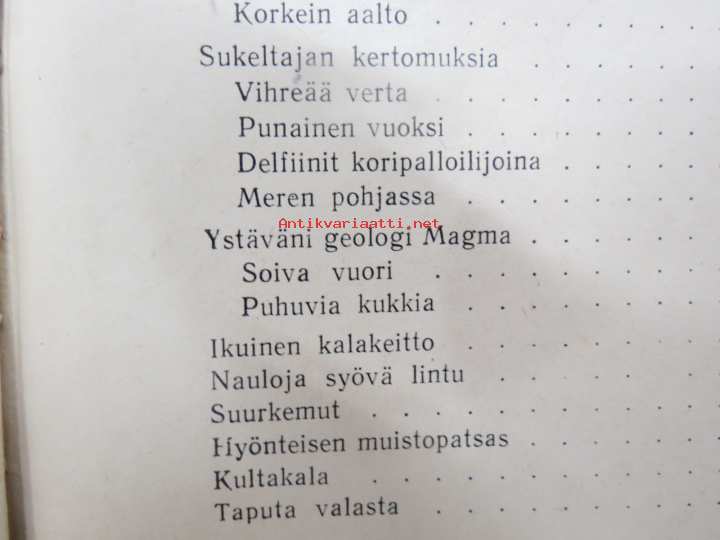 Korkein aalto . . . . . . . . .
Sukeltajan kertomuksia . . . . . .
Vihreää verta . . . . . . . . .
Punainen vuoksi . . . . . . . .
Delfiinit koripalloilijoina . . . . .
Meren pohjassa . . . . . . . .
Antikvariaatti.net
Ystäväni geologi Magma . . . . . .
Soiva vuori . . . . . . . . .
Puhuvia kukkia . . . . . . . .
Ikuinen kalakeitto . . . . . . . .
Nauloja syövä lintu . . . . . . .
Suurkemut . . . . . . . . . . .
Hyönteisen muistopatsas . . . . . .
Kultakala . . . . . . . . . . .
Taputa valasta . . . . . . . . .